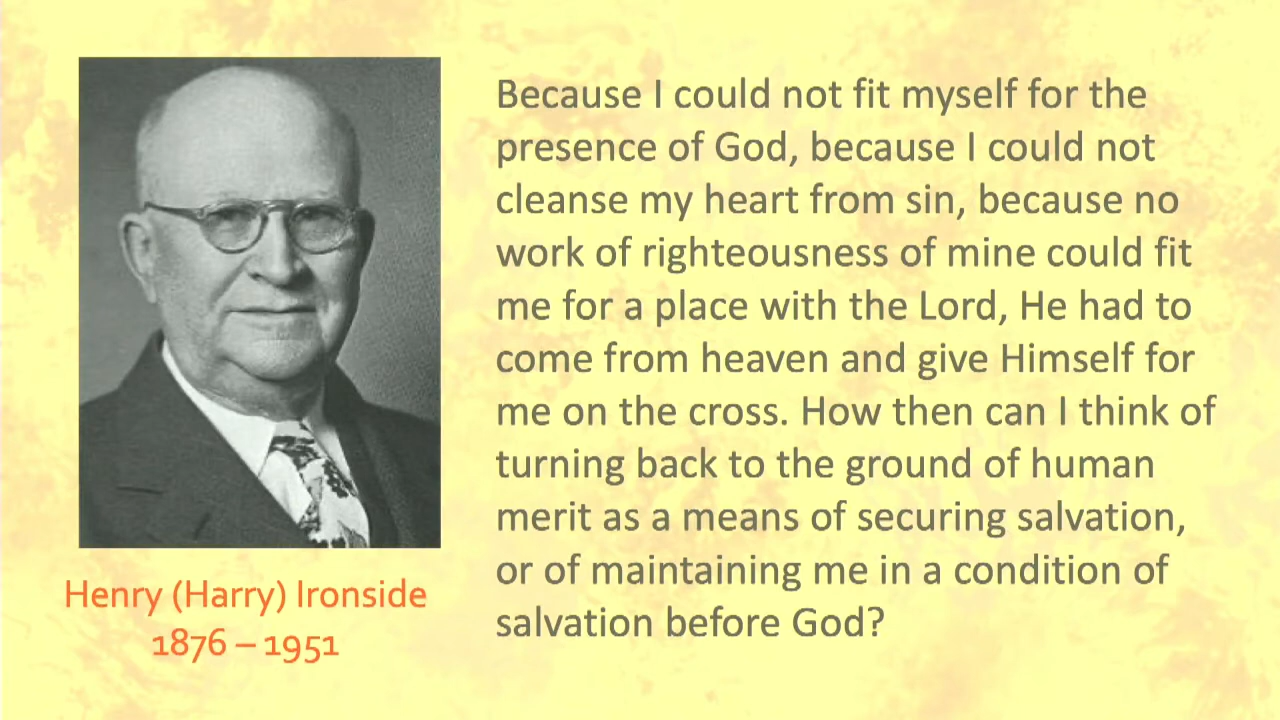 Because I could not fit myself for the
presence of God, because I could not
cleanse my heart from sin, because no
work of righteousness of mine could fit
me for a place with the Lord, He had to
come from heaven and give Himself for
me on the cross. How then can I think of
turning back to the ground of human
merit as a means of securing salvation,
or of maintaining me in a condition of
salvation before God?
Henry (Harry) Ironside
1876 – 1951